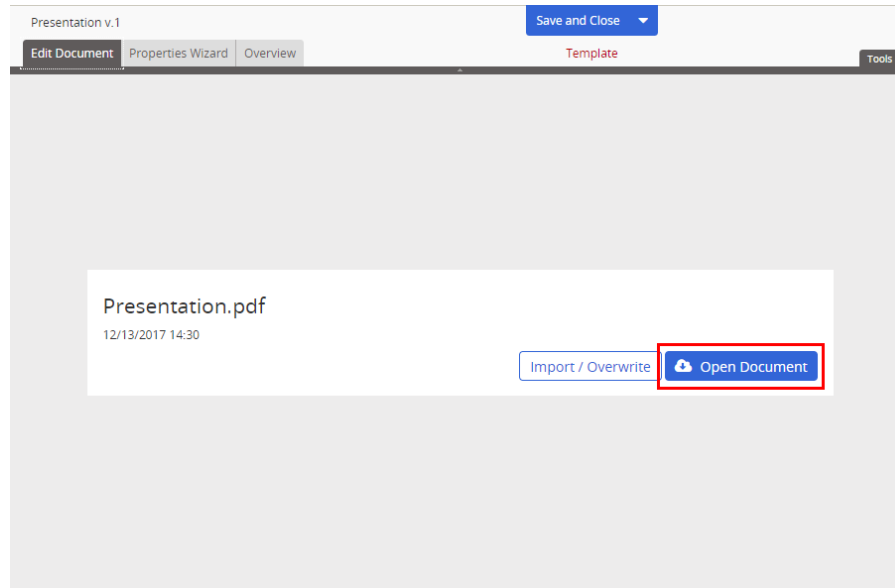 Presentation v.1
Save and Close
Edit Document Properties Wizard Overview
Template
Tools
Presentation.pdf
12/13/2017 14:30
Import / Overwrite
Open Document